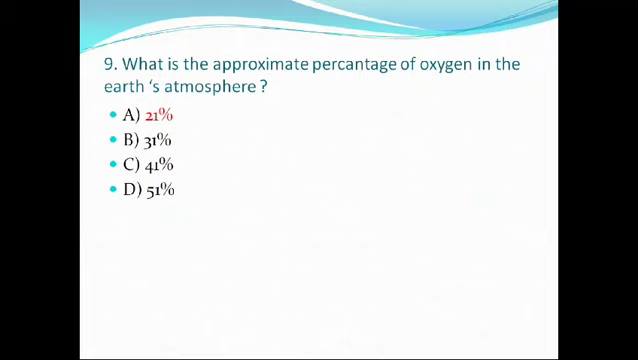 9. What is the approximate percantage of oxygen in the
earth ‘s atmosphere ?
A) 21%
B) 31%
C) 41%
D) 51%